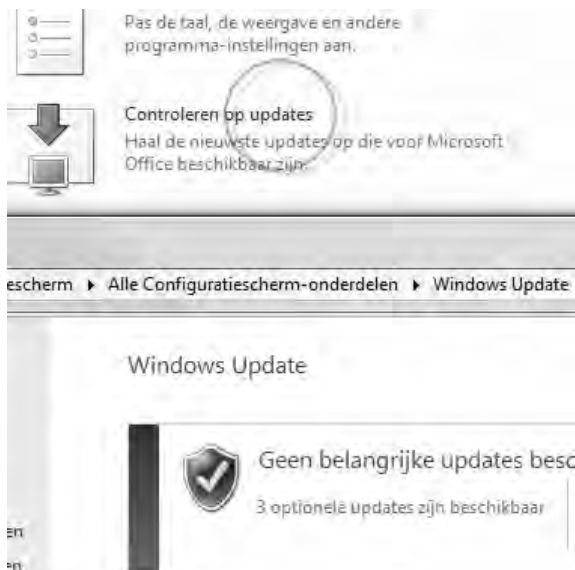 Pas de taal, de weergave en andere
programma-instellingen aan.
Controleren op updates
Haal de nieuwste updates op die voor Microsoft
Office beschikbaar zijn.
escherm ▸ Alle Configuratiescherm-onderdelen ▸ Windows Update
Windows Update
Geen belangrijke updates besc
3 optionele updates zijn beschikbaar
en
en